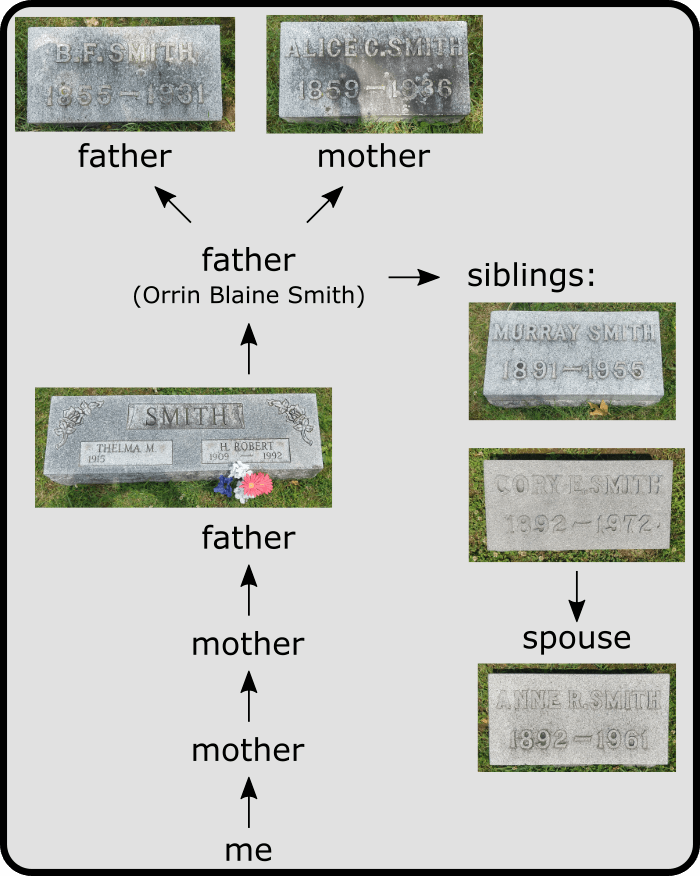 B.F. SMITH
1855–1931
ALICE C. SMITH
1859–1936
father
mother
father
(Orrin Blaine Smith)
siblings:
MURRAY SMITH
1891–1955
SMITH
THELMA M.
1915
H. ROBERT
1909 — 1992
CORY E. SMITH
1892–1972
father
mother
spouse
ANNE R. SMITH
1892–1961
mother
me